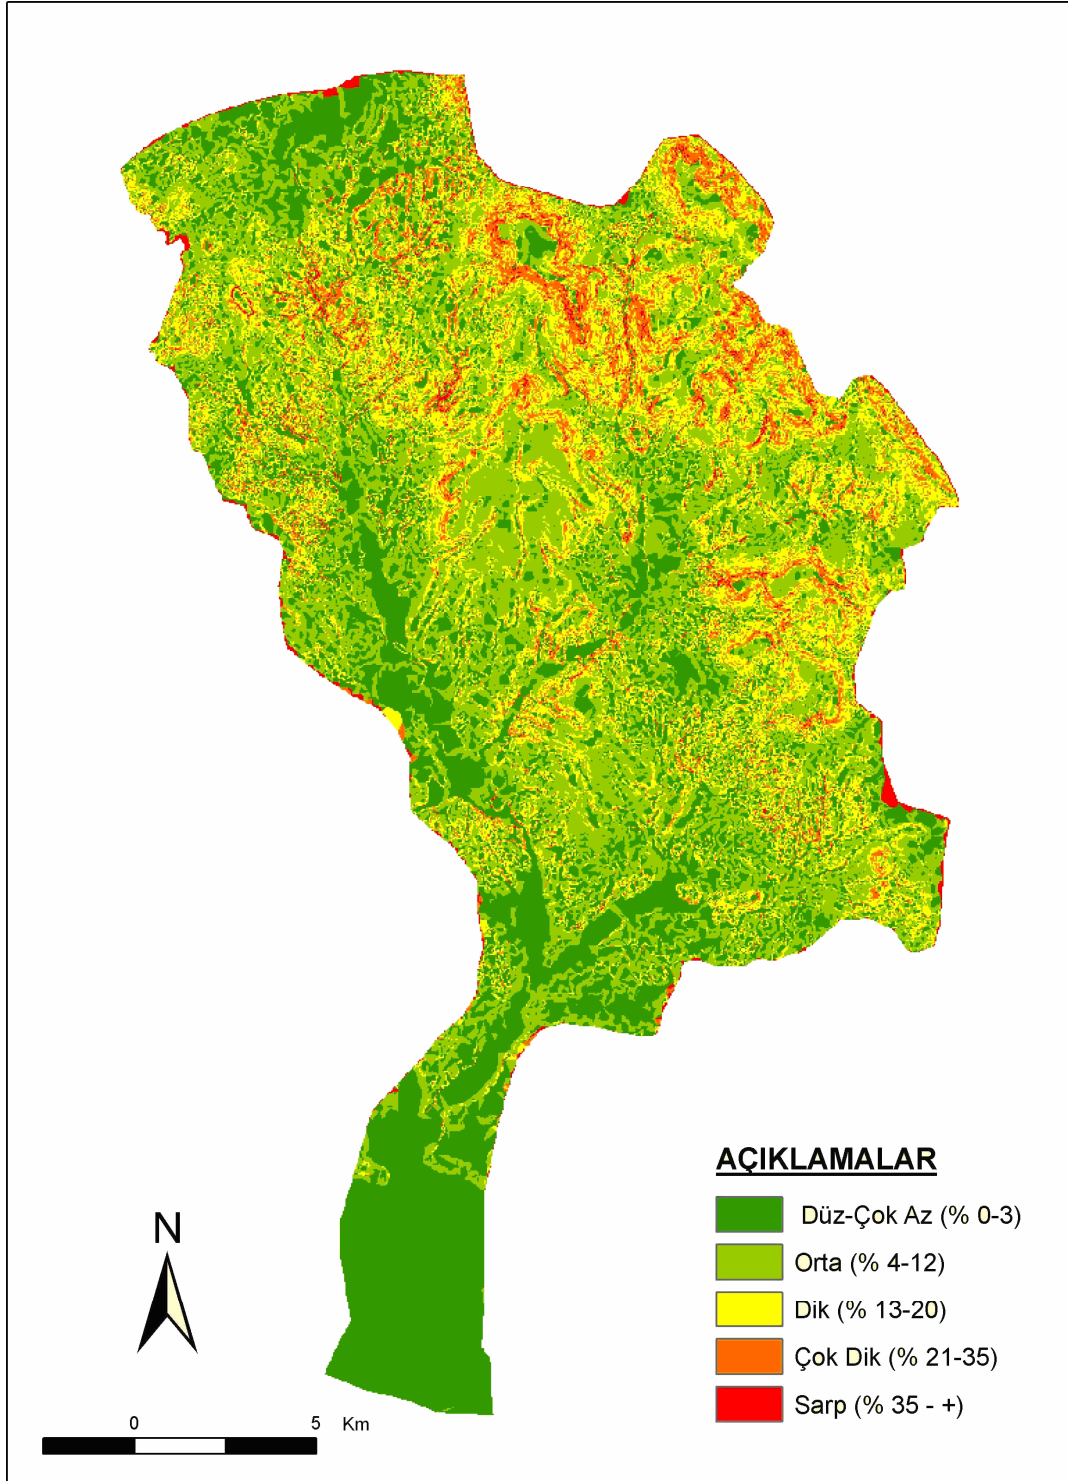 AÇIKLAMALAR
Düz-Çok Az (% 0-3)
Orta (% 4-12)
Dik (% 13-20)
Çok Dik (% 21-35)
Sarp (% 35 - +)
N
0 5 Km